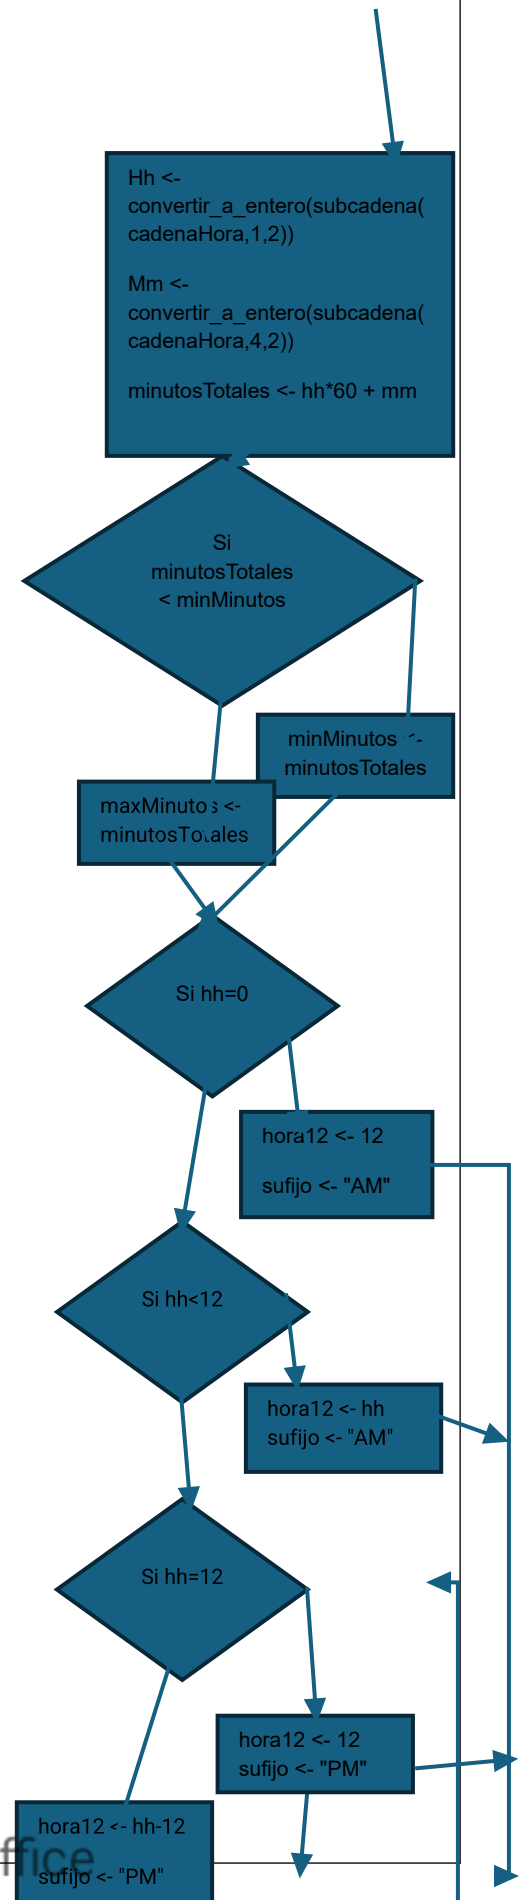 Hh <-
convertir_a_entero(subcadena(
cadenaHora,1,2))
Mm <-
convertir_a_entero(subcadena(
cadenaHora,4,2))
minutosTotales <- hh*60 + mm
Si
minutosTotales
< minMinutos
minMinutos <-
minutosTotales
maxMinutos <-
minutosTotales
Si hh=0
hora12 <- 12
sufijo <- "AM"
Si hh<12
hora12 <- hh
sufijo <- "AM"
Si hh=12
hora12 <- 12
sufijo <- "PM"
hora12 <- hh-12
ffice
sufijo <- "PM"